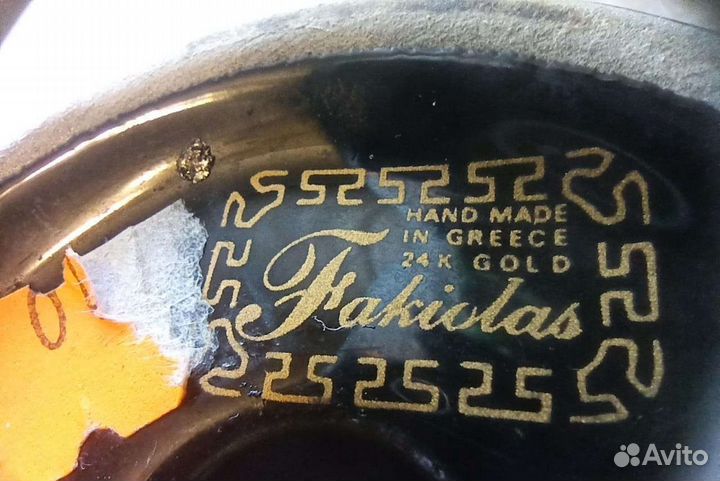 HAND MADE
IN GREECE
24 K GOLD
Fakiolas
Avito